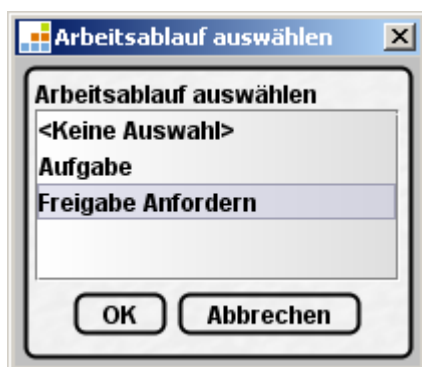 Arbeitsablauf auswählen
Arbeitsablauf auswählen
<Keine Auswahl>
Aufgabe
Freigabe Anfordern
OK Abbrechen